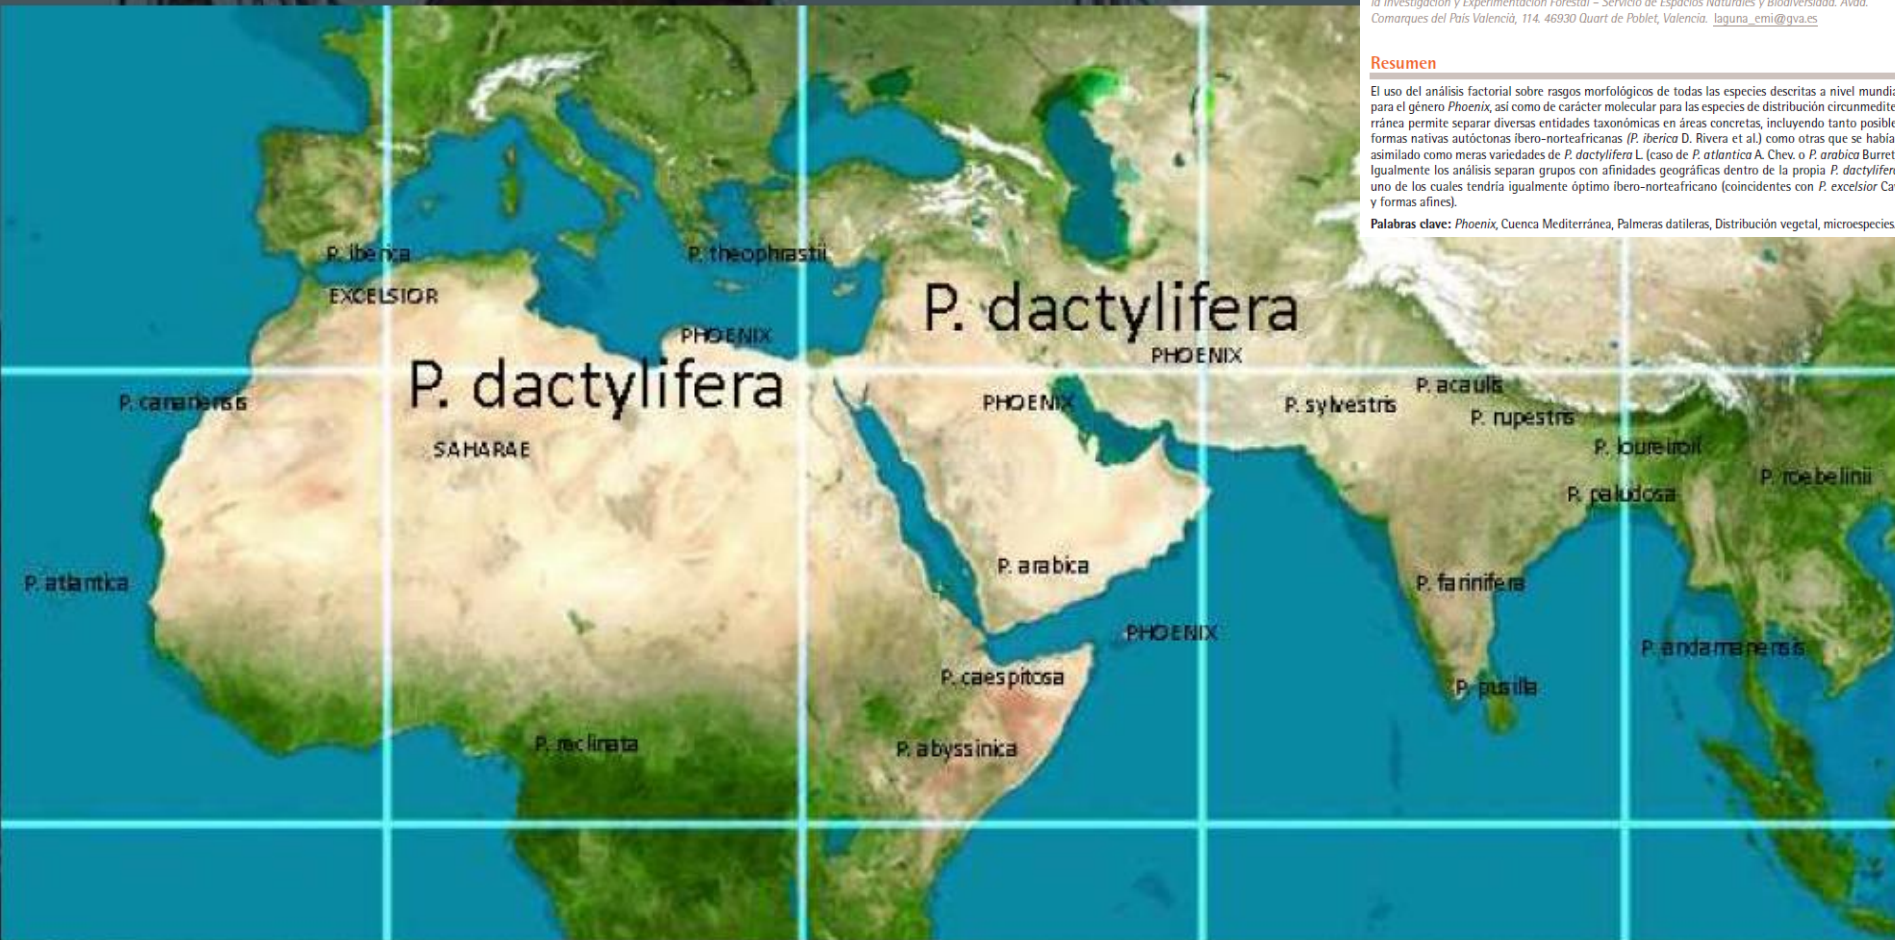 la Investigación y Experimentación Forestal – Servicio de Espacios Naturales y Biodiversidad. Avda.
Comarques del País Valencià, 114. 46930 Quart de Poblet, Valencia. laguna_emi@gva.es
Resumen
El uso del análisis factorial sobre rasgos morfológicos de todas las especies descritas a nivel mundia
para el género Phoenix, así como de carácter molecular para las especies de distribución circunmedite
rránea permite separar diversas entidades taxonómicas en áreas concretas, incluyendo tanto posible
formas nativas autóctonas íbero-norteafricanas (P. iberica D. Rivera et al.) como otras que se había
asimilado como meras variedades de P. dactylifera L. (caso de P. atlantica A. Chev. o P. arabica Burret
Igualmente los análisis separan grupos con afinidades geográficas dentro de la propia P. dactylifera
uno de los cuales tendría igualmente óptimo íbero-norteafricano (coincidentes con P. excelsior Ca
y formas afines).
Palabras clave: Phoenix, Cuenca Mediterránea, Palmeras datileras, Distribución vegetal, microespecies
P. iberica
P. theophrastii
EXCELSIOR
P. dactylifera
PHOENIX
PHOENIX
P. dactylifera
P. canariensis
PHOENIX
P. sylvestris
P. acaulis
P. rupestris
SAHARAE
P. loureiroii
P. roebelinii
P. paludosa
P. atlantica
P. arabica
P. farinifera
PHOENIX
P. andamanensis
P. caespitosa
P. pusilla
P. reclinata
P. abyssinica